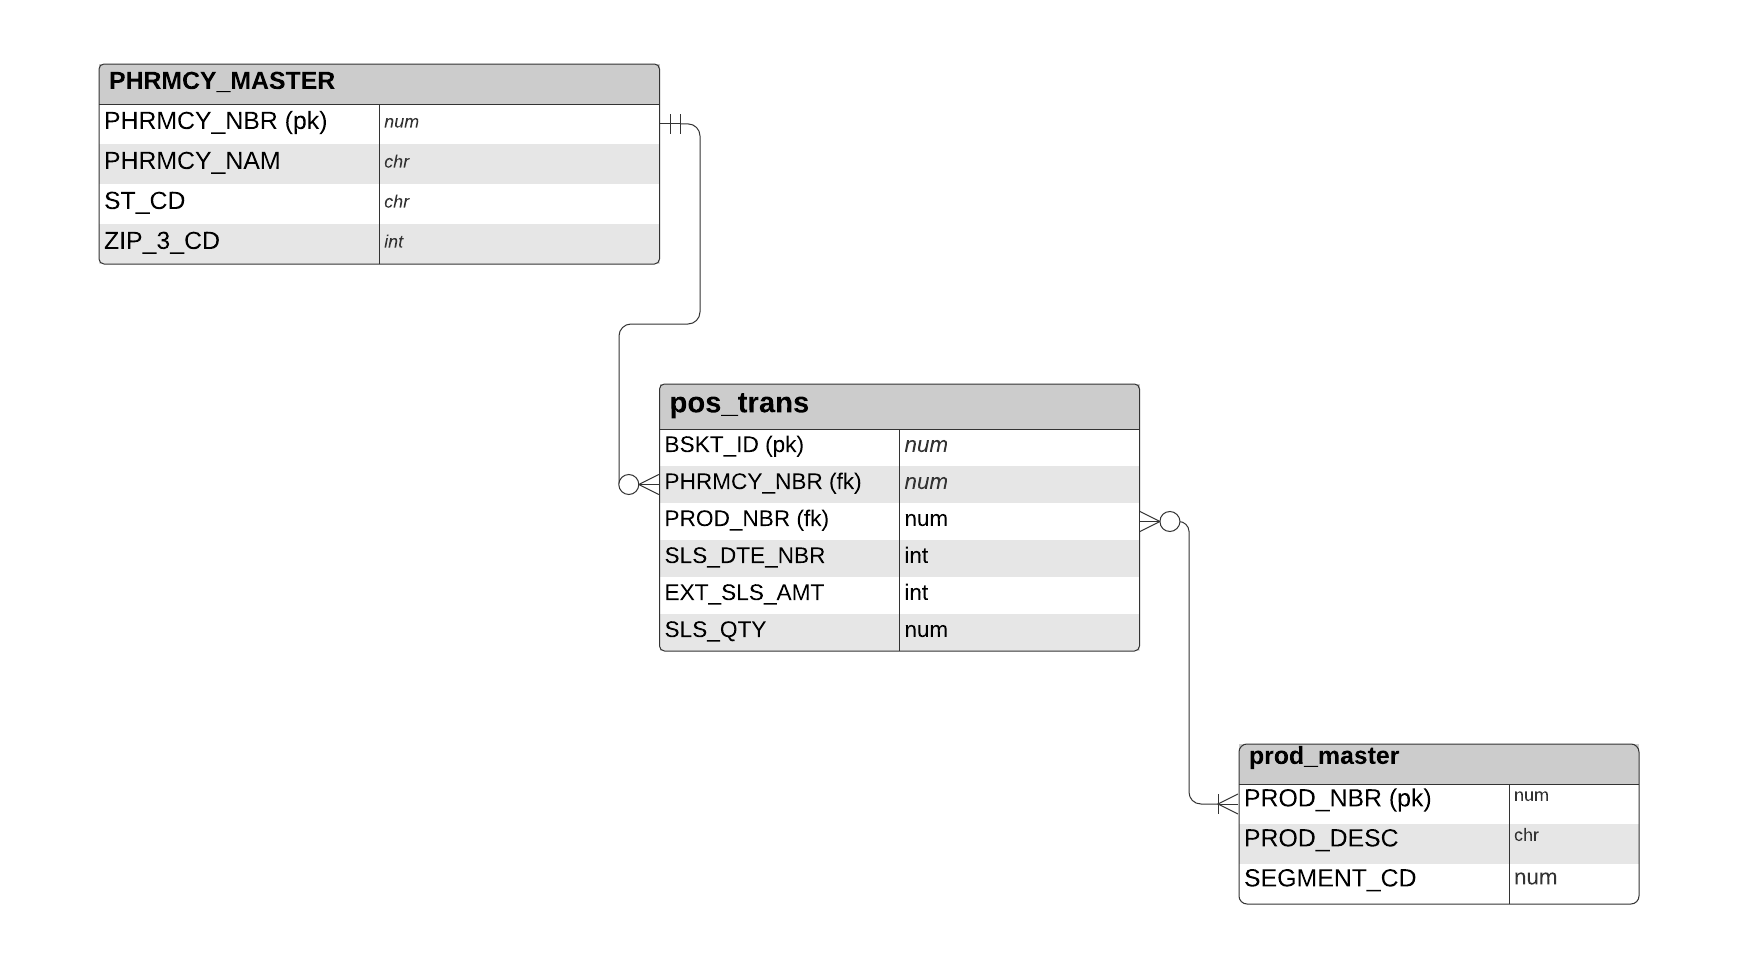 PHRMCY_MASTER
PHRMCY_NBR (pk) num
PHRMCY_NAM chr
ST_CD chr
ZIP_3_CD int
pos_trans
BSKT_ID (pk) num
PHRMCY_NBR (fk) num
PROD_NBR (fk) num
SLS_DTE_NBR int
EXT_SLS_AMT int
SLS_QTY num
prod_master
PROD_NBR (pk) num
PROD_DESC chr
SEGMENT_CD num